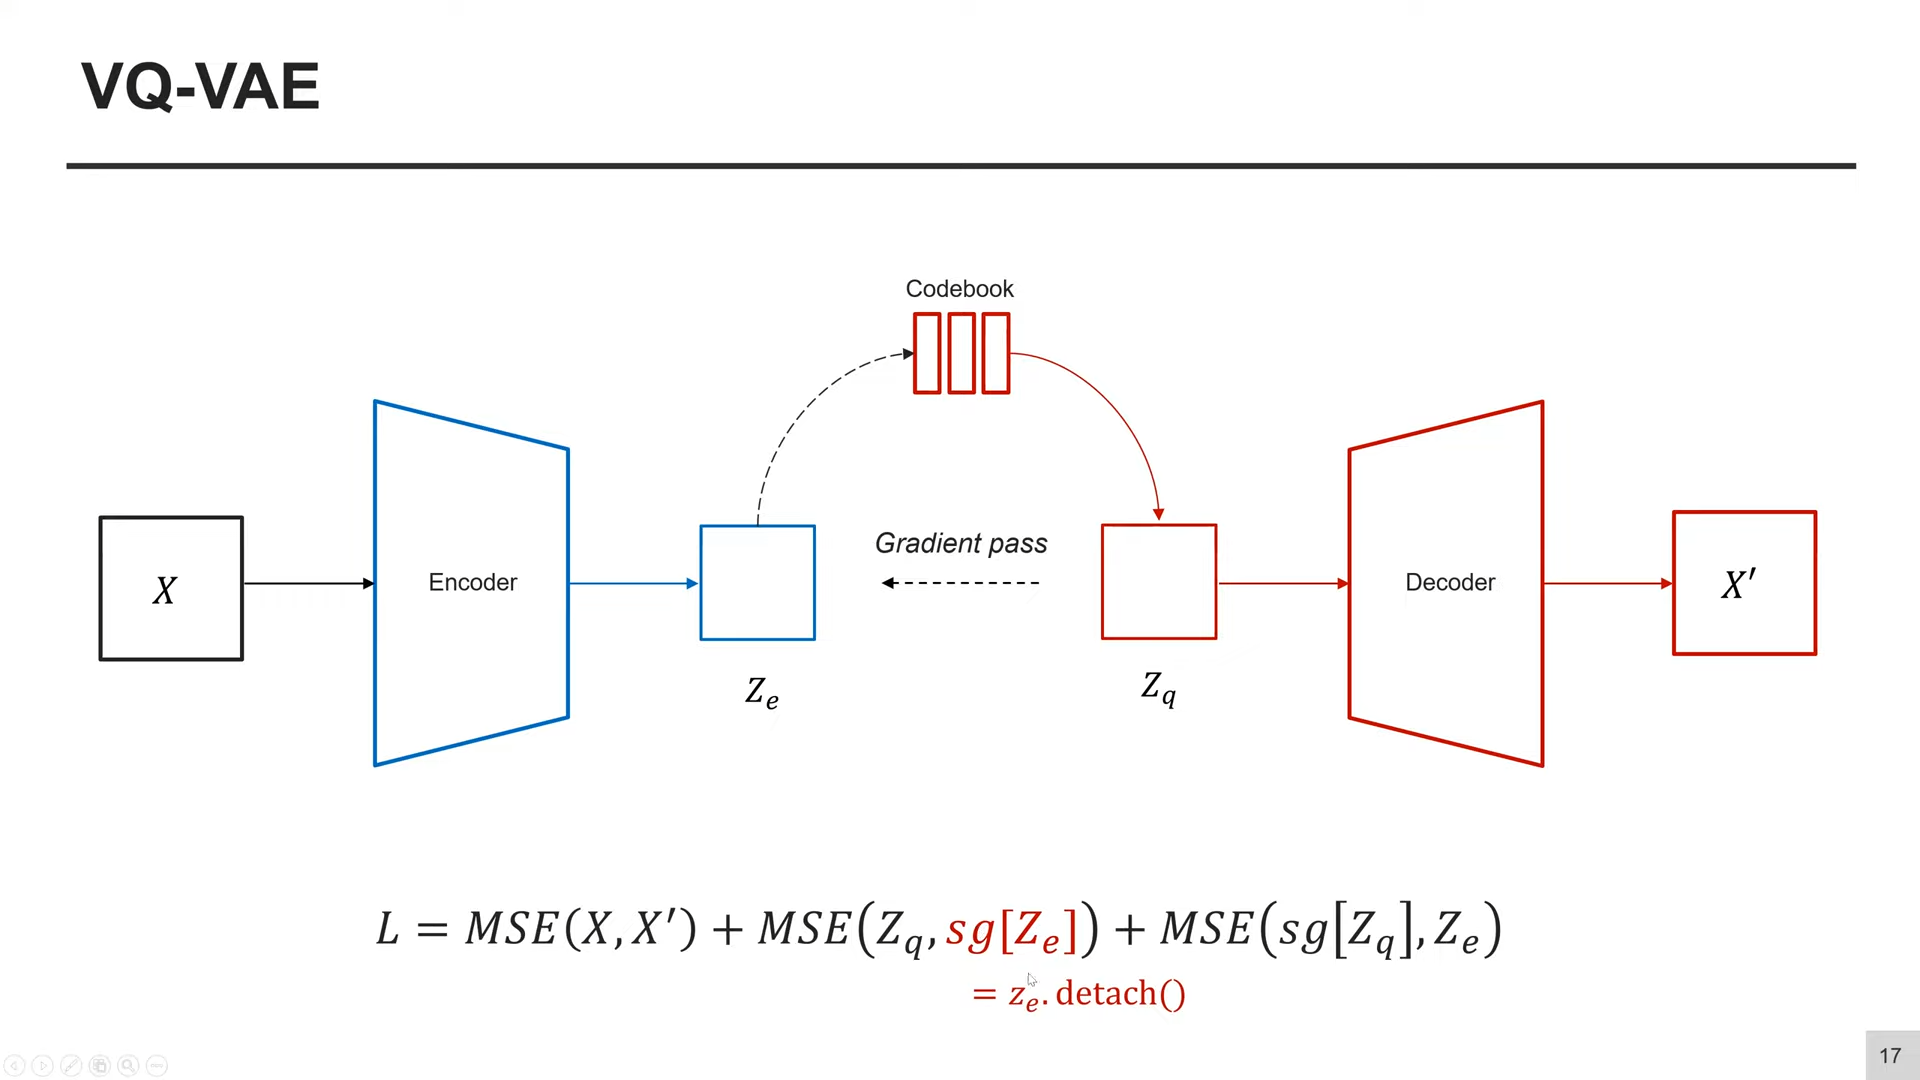 VQ-VAE
Codebook
Gradient pass
X
Encoder
Decoder
X′
Z_e
Z_q
L = MSE(X, X′) + MSE(Z_q, sg[Z_e]) + MSE(sg[Z_q], Z_e)
= z_e.detach()
17